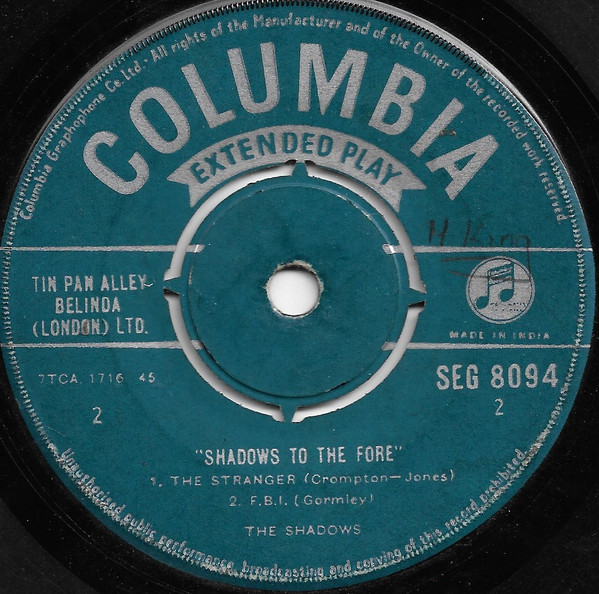 Columbia Graphophone Co. Ltd. · All rights of the Manufacturer and of the Owner of the recorded work reserved
COLUMBIA
EXTENDED PLAY
H King
TIN PAN ALLEY
BELINDA
(LONDON) LTD.
MADE IN INDIA
7TCA. 1716 45
SEG 8094
2
2
"SHADOWS TO THE FORE"
1. THE STRANGER (Crompton—Jones)
2. F.B.I. (Gormley)
THE SHADOWS
Unauthorised public performance, broadcasting and copying of this record prohibited.